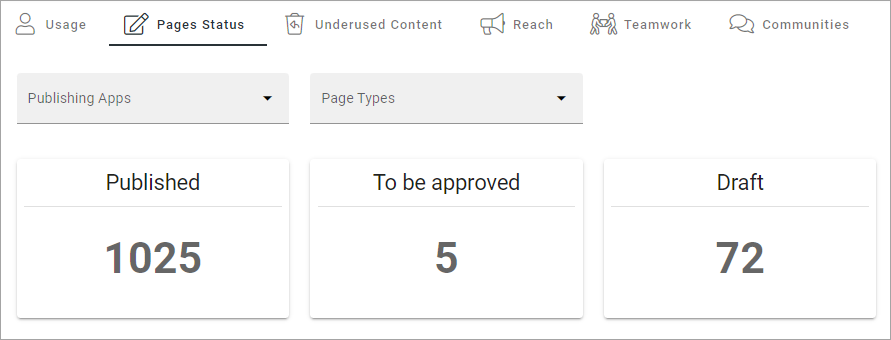 Usage Pages Status Underused Content Reach Teamwork Communities
Publishing Apps Page Types
Published To be approved Draft
1025 5 72